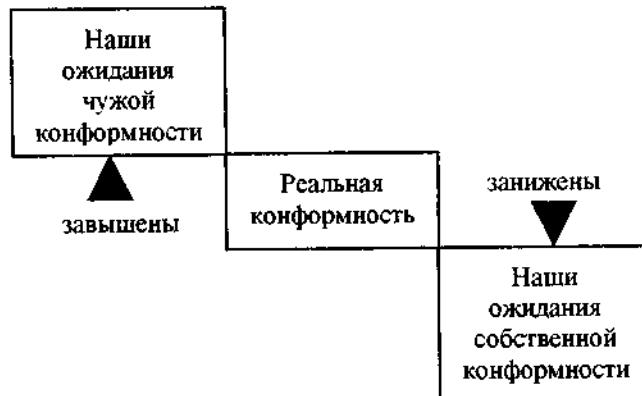 Наши
ожидания
чужой
конформности
завышены
Реальная
конформность
занижены
Наши
ожидания
собственной
конформности